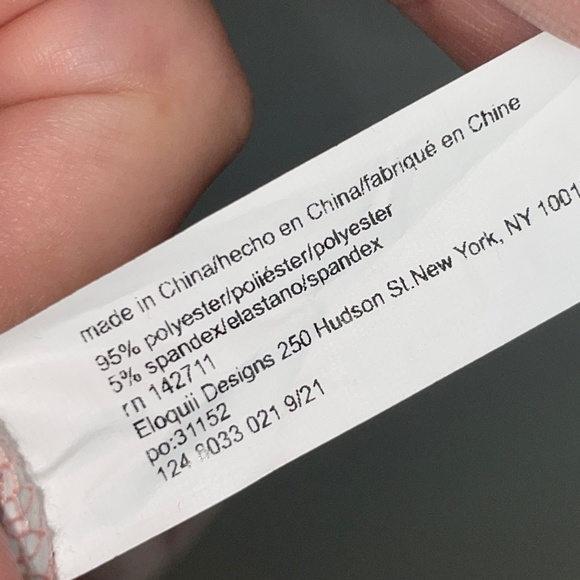 made in China/hecho en China/fabriqué en Chine
95% polyester/poliéster/polyester
5% spandex/elastano/spandex
rn 142711
Eloquii Designs 250 Hudson St.New York, NY 1001
po:31152
124 8033 021 9/21